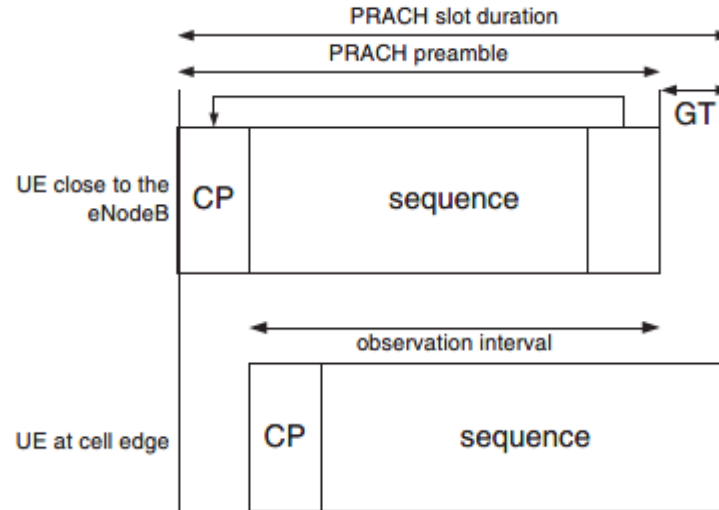 PRACH slot duration
PRACH preamble
GT
UE close to the
eNodeB
CP
sequence
observation interval
UE at cell edge
CP
sequence